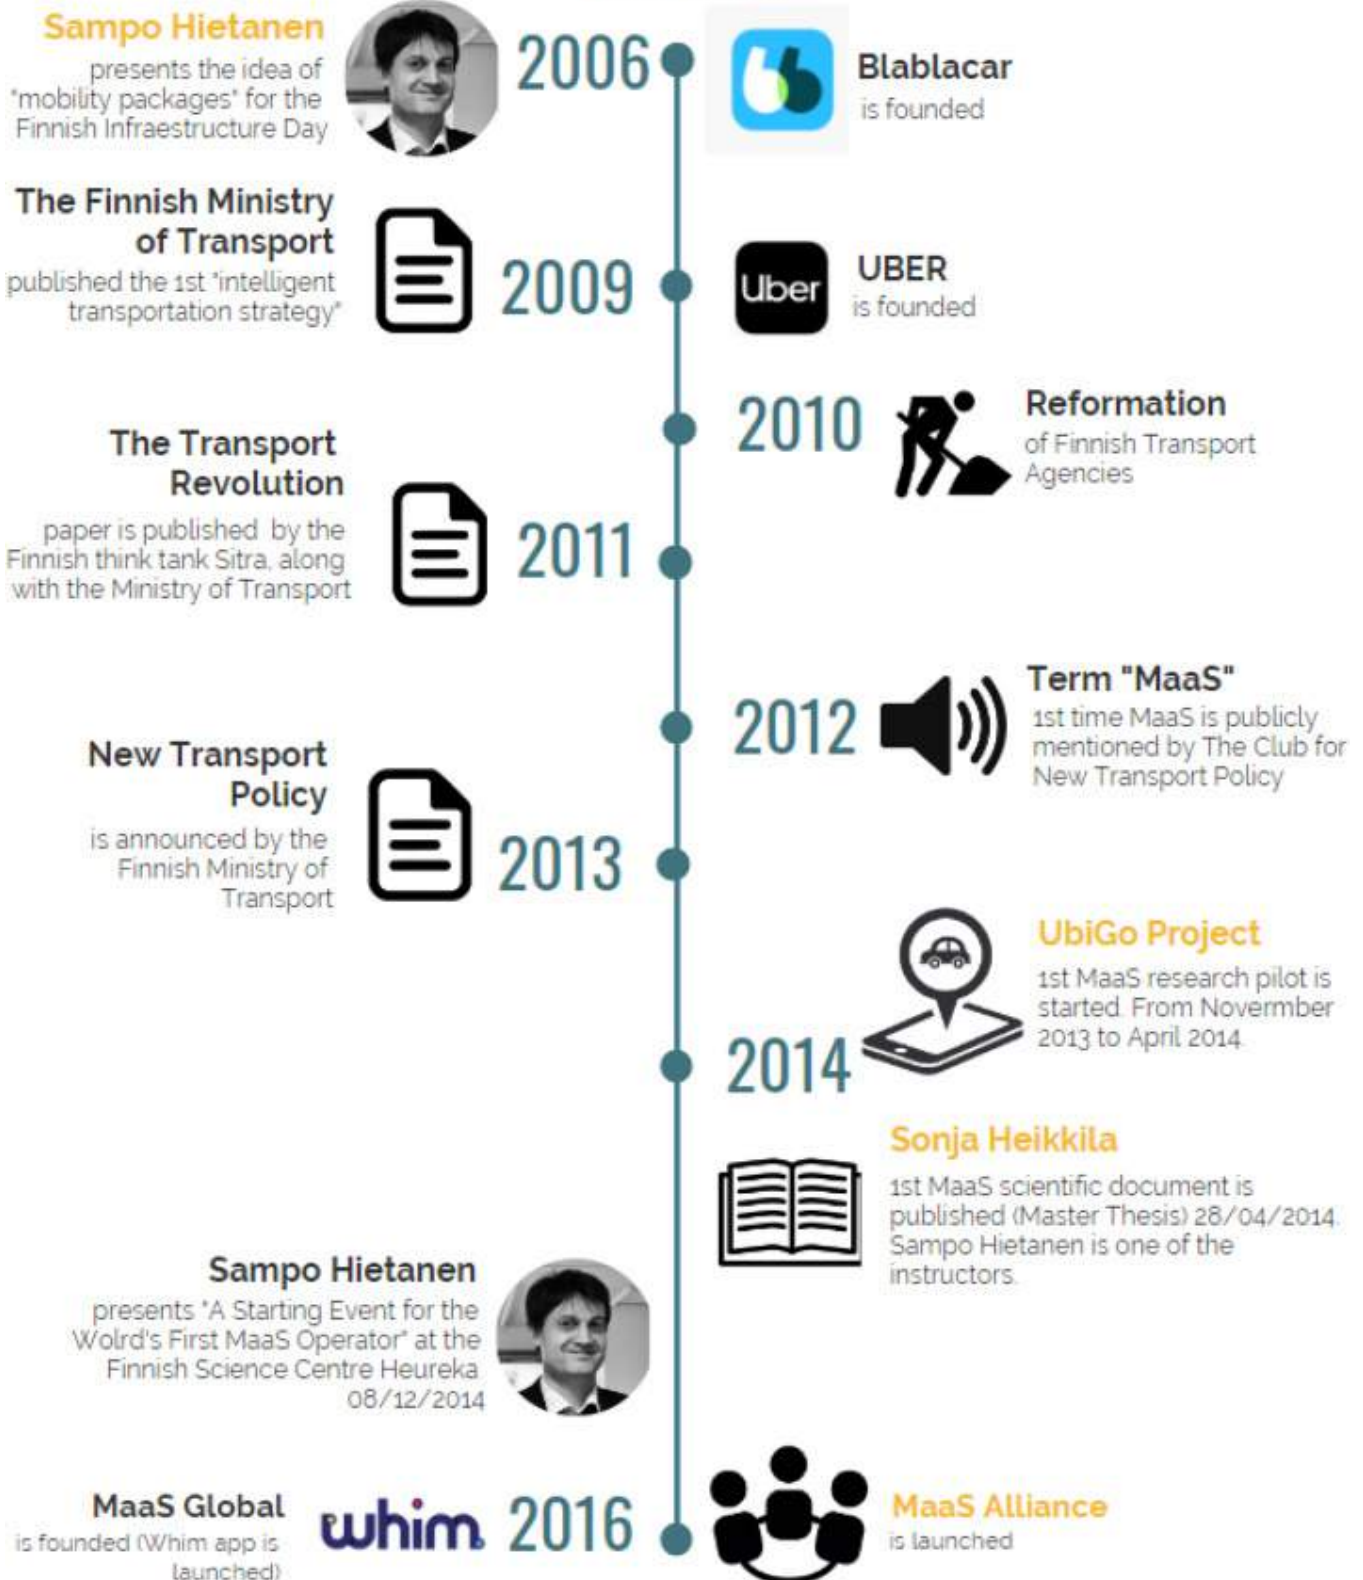 Sampo Hietanen
presents the idea of
"mobility packages" for the
Finnish Infraestructure Day
2006
Blablacar
is founded
The Finnish Ministry
of Transport
published the 1st "intelligent
transportation strategy"
2009
Uber
UBER
is founded
2010
Reformation
of Finnish Transport
Agencies
The Transport
Revolution
paper is published by the
Finnish think tank Sitra, along
with the Ministry of Transport
2011
2012
Term "MaaS"
1st time MaaS is publicly
mentioned by The Club for
New Transport Policy
New Transport
Policy
is announced by the
Finnish Ministry of
Transport
2013
UbiGo Project
1st MaaS research pilot is
started. From Novermber
2013 to April 2014.
2014
Sonja Heikkila
1st MaaS scientific document is
published (Master Thesis) 28/04/2014.
Sampo Hietanen is one of the
instructors.
Sampo Hietanen
presents "A Starting Event for the
Wolrd's First MaaS Operator" at the
Finnish Science Centre Heureka
08/12/2014
MaaS Global
is founded (Whim app is
launched)
whim
2016
MaaS Alliance
is launched